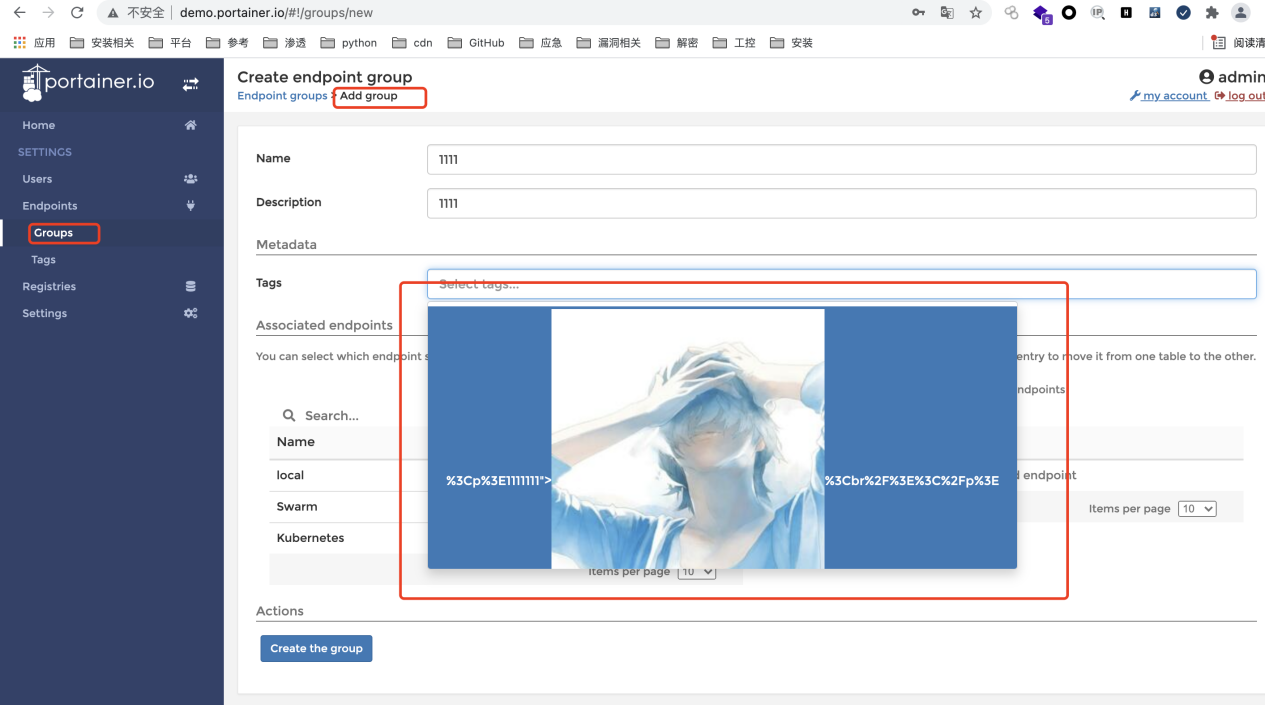 不安全 demo.portainer.io/#!/groups/new
5
IP
H
应用 安装相关 平台 参考 渗透 python cdn GitHub 应急 漏洞相关 解密 工控 安装 阅读清
portainer.io
Create endpoint group
admin
Endpoint groups > Add group
my account log out
Home
SETTINGS
Users
Endpoints
Groups
Tags
Registries
Settings
Name 1111
Description 1111
Metadata
Tags Select tags...
Associated endpoints
You can select which endpoint s
entry to move it from one table to the other.
ndpoints
Search...
Name
%3Cp%3E1111111"> %3Cbr%2F%3E%3C%2Fp%3E
local
d endpoint
Swarm
Items per page 10
Kubernetes
Items per page 10
Actions
Create the group